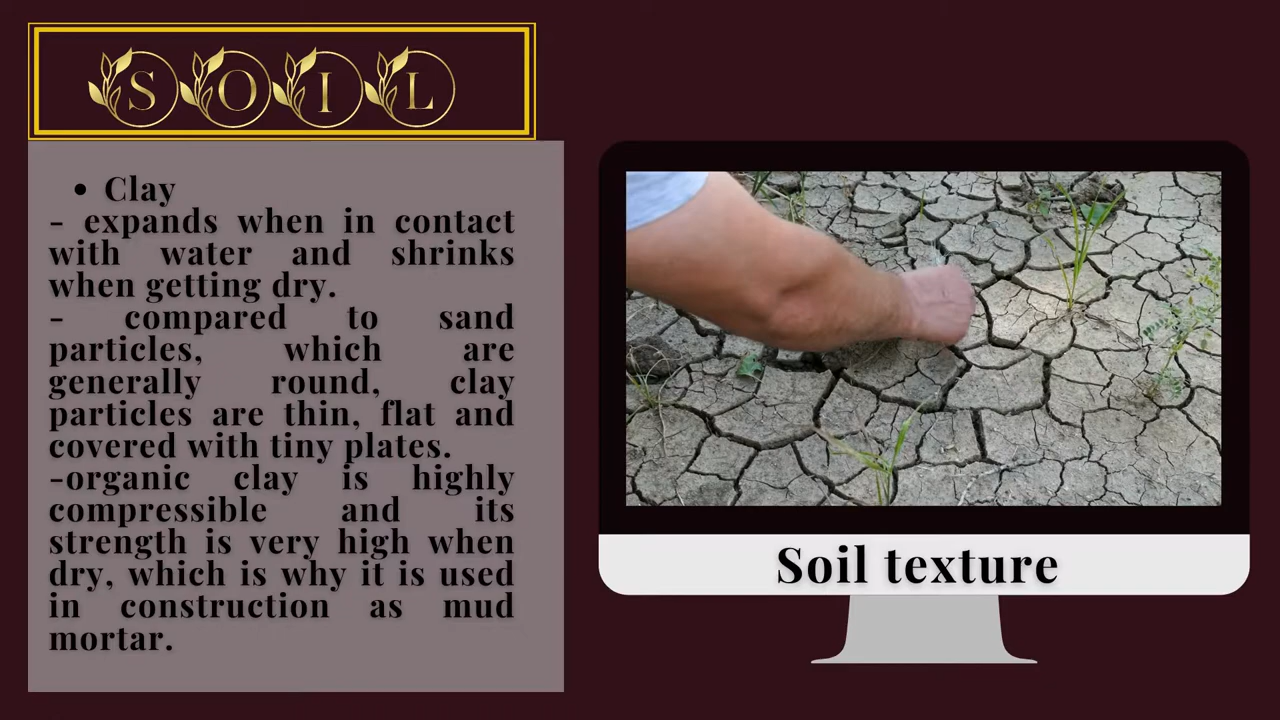 SOIL
• Clay
- expands when in contact
with water and shrinks
when getting dry.
- compared to sand
particles, which are
generally round, clay
particles are thin, flat and
covered with tiny plates.
-organic clay is highly
compressible and its
strength is very high when
dry, which is why it is used
in construction as mud
mortar.
Soil texture